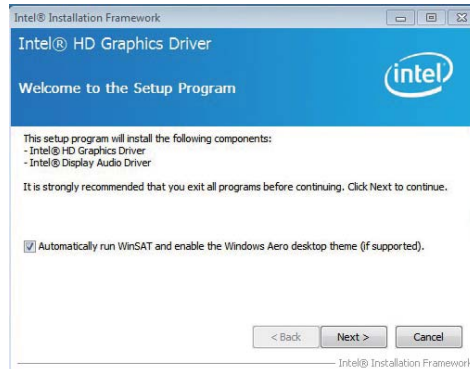 Intel® Installation Framework
Intel® HD Graphics Driver
Welcome to the Setup Program
intel
This setup program will install the following components:
- Intel® HD Graphics Driver
- Intel® Display Audio Driver
It is strongly recommended that you exit all programs before continuing. Click Next to continue.
Automatically run WinSAT and enable the Windows Aero desktop theme (if supported).
< Back Next > Cancel
Intel® Installation Framework